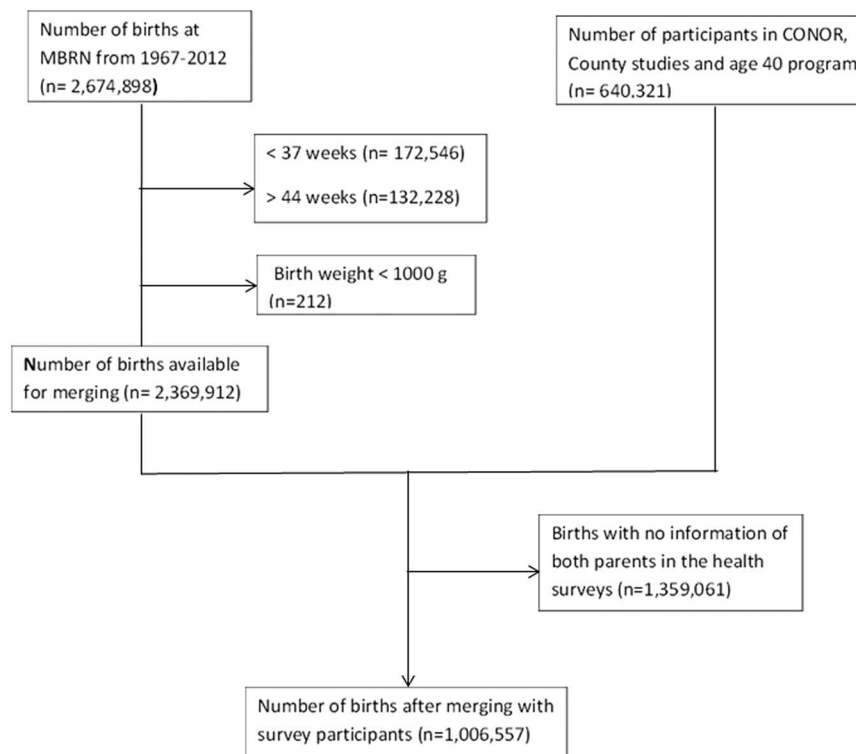 Number of births at
MBRN from 1967-2012
(n= 2,674,898)
Number of participants in CONOR,
County studies and age 40 program
(n= 640,321)
< 37 weeks (n= 172,546)
> 44 weeks (n=132,228)
Birth weight < 1000 g
(n=212)
Number of births available
for merging (n= 2,369,912)
Births with no information of
both parents in the health
surveys (n=1,359,061)
Number of births after merging with
survey participants (n=1,006,557)